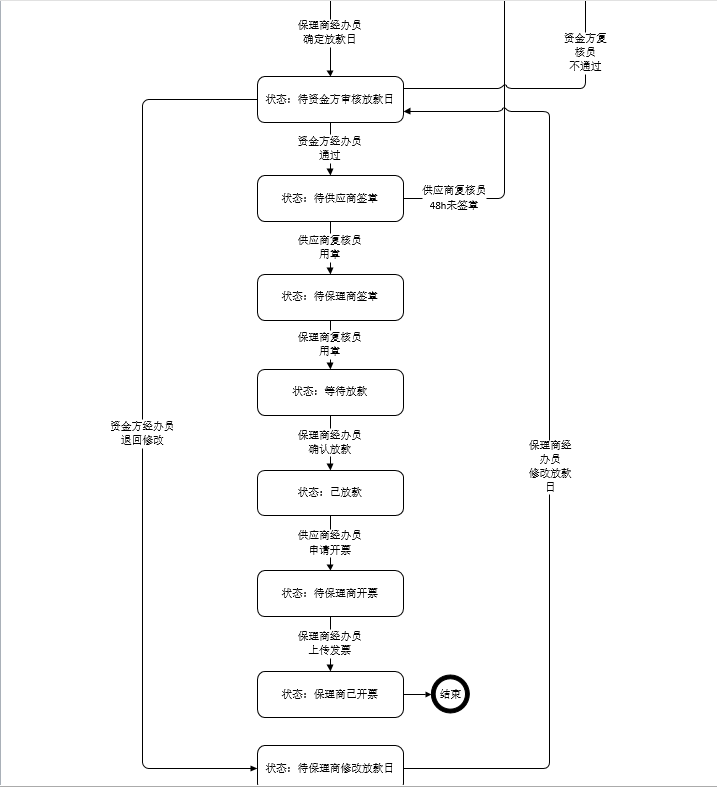 保理商经办员
确定放款日
资金方复
核员
不通过
状态：待资金方审核放款日
资金方经办员
通过
状态：待供应商签章
供应商复核员
48h未签章
供应商复核员
用章
状态：待保理商签章
保理商复核员
用章
状态：等待放款
资金方经办员
退回修改
保理商经办员
确认放款
保理商经
办员
修改放款
日
状态：已放款
供应商经办员
申请开票
状态：待保理商开票
保理商经办员
上传发票
状态：保理商已开票
结束
状态：待保理商修改放款日